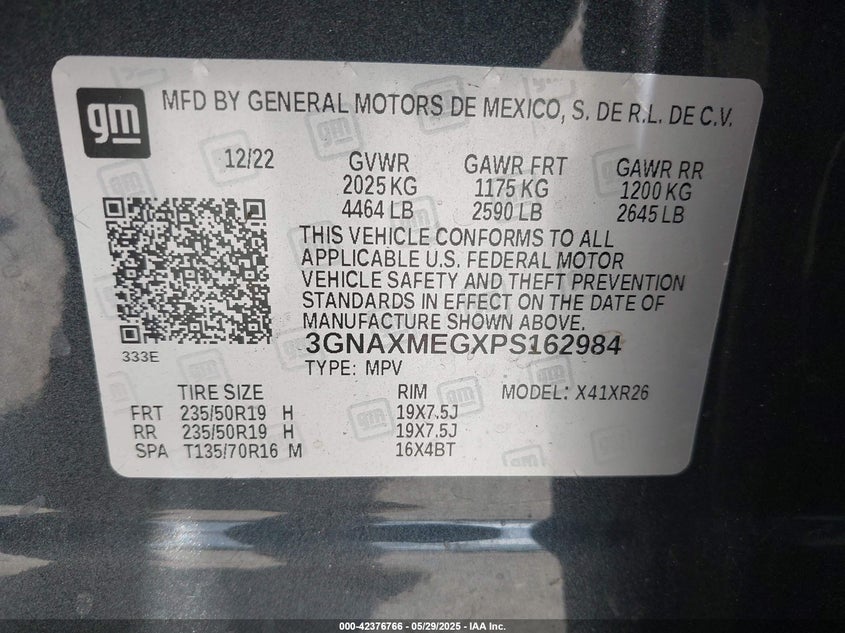 gm
MFD BY GENERAL MOTORS DE MEXICO, S. DE R.L. DE C.V.
12/22 GVWR GAWR FRT GAWR RR
2025 KG 1175 KG 1200 KG
4464 LB 2590 LB 2645 LB
THIS VEHICLE CONFORMS TO ALL
APPLICABLE U.S. FEDERAL MOTOR
VEHICLE SAFETY AND THEFT PREVENTION
STANDARDS IN EFFECT ON THE DATE OF
MANUFACTURE SHOWN ABOVE.
333E 3GNAXMEGXPS162984
TYPE: MPV
TIRE SIZE RIM MODEL: X41XR26
FRT 235/50R19 H 19X7.5J
RR 235/50R19 H 19X7.5J
SPA T135/70R16 M 16X4BT
000-42376766 — 05/29/2025 — IAA Inc.